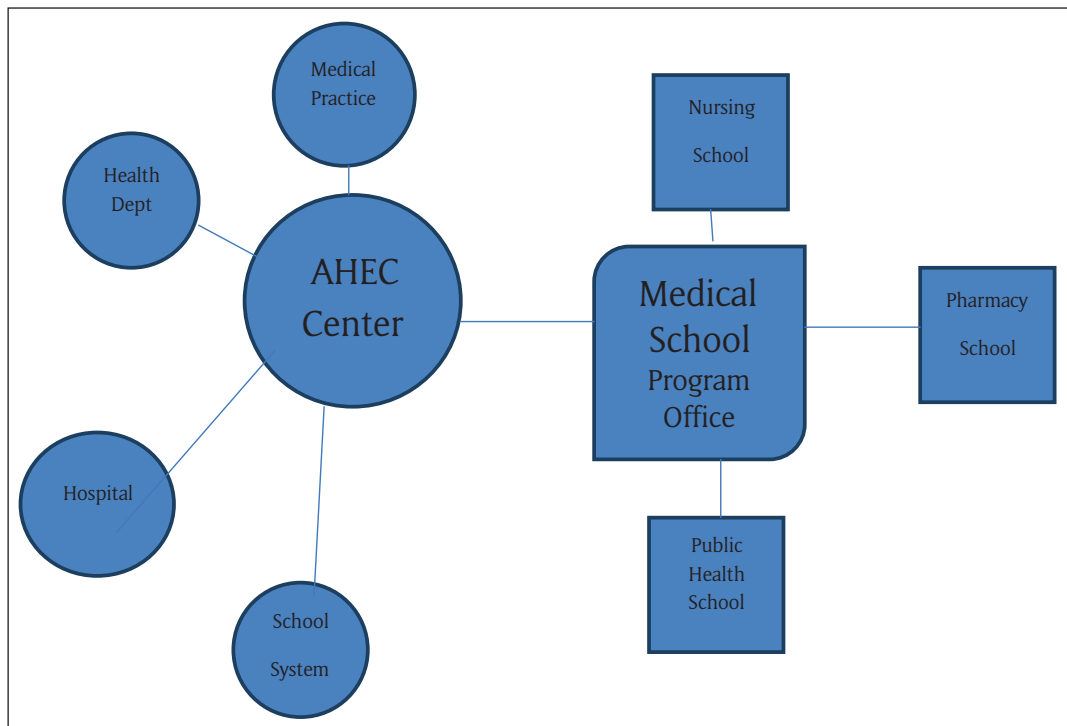 Medical
Practice
Health
Dept
AHEC
Center
Hospital
School
System
Nursing
School
Medical
School
Program
Office
Pharmacy
School
Public
Health
School